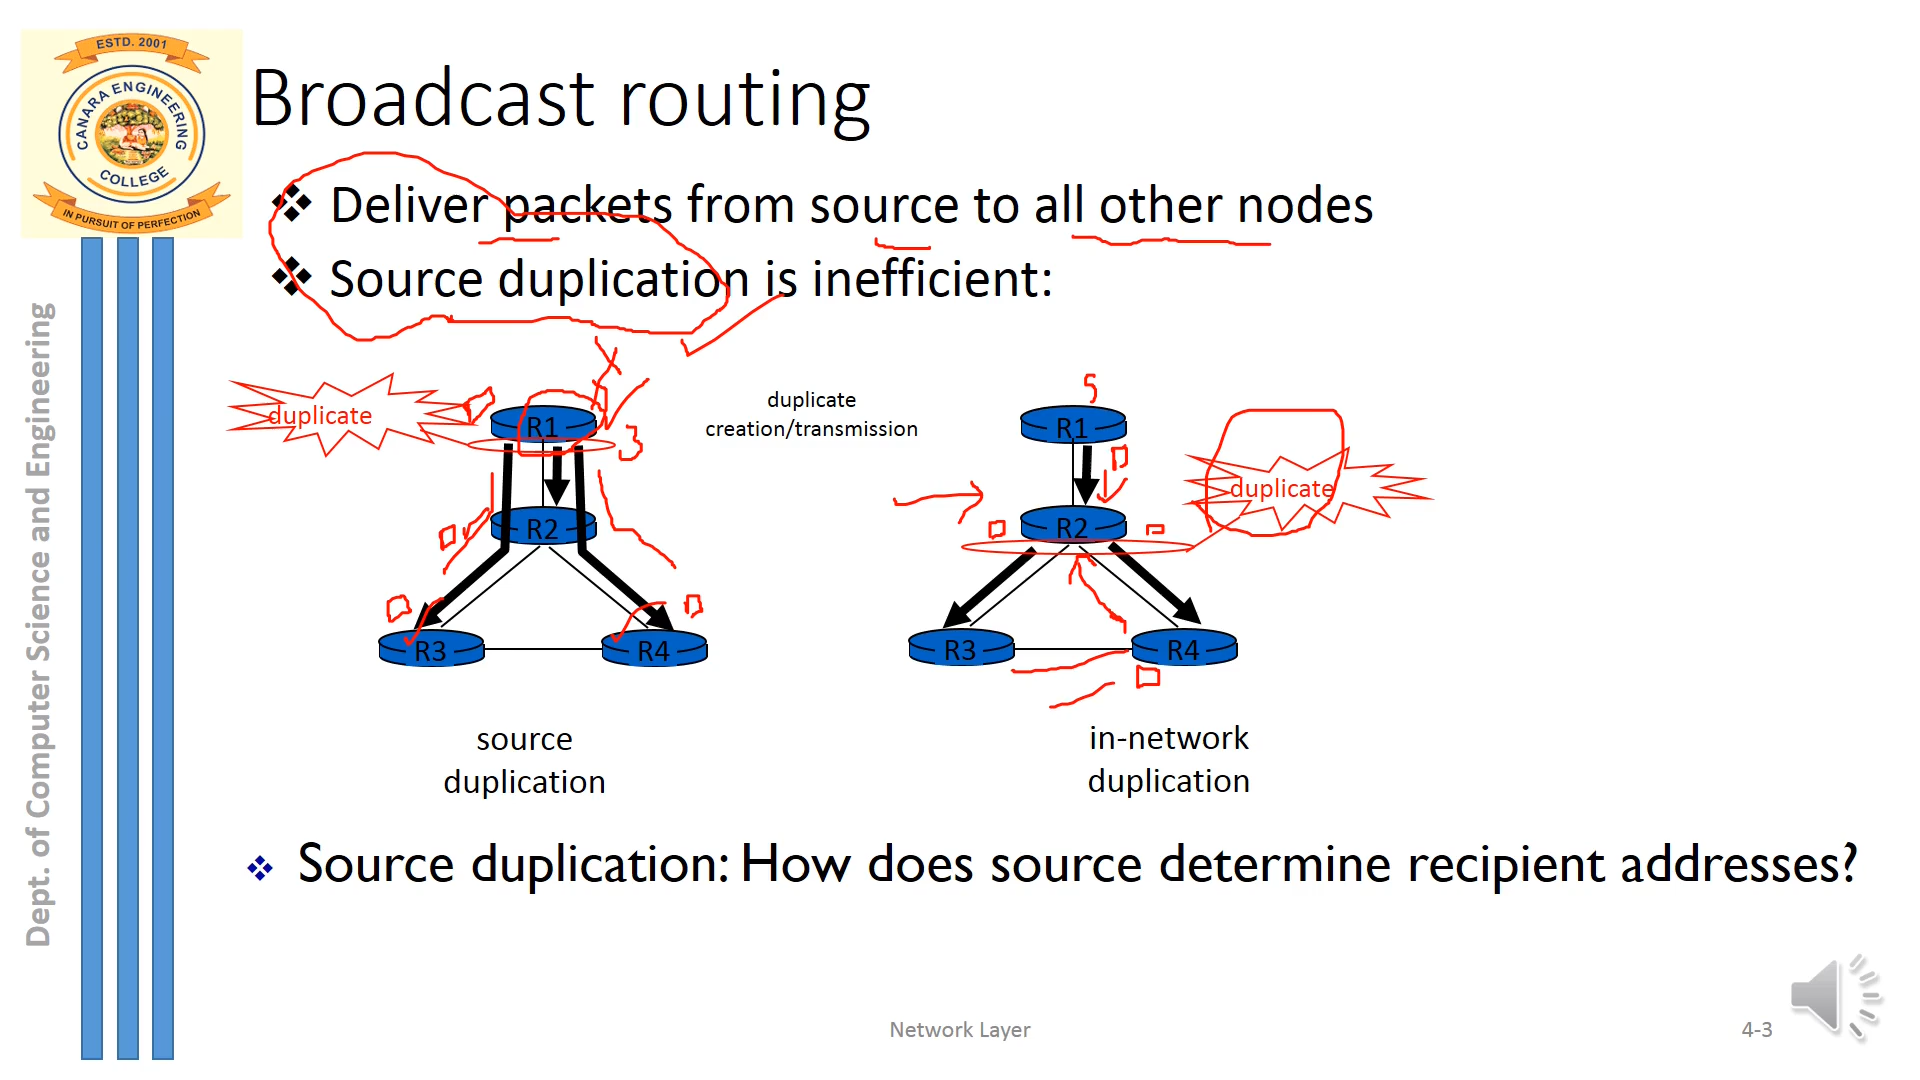 ESTD. 2001
CANARA ENGINEERING
COLLEGE
IN PURSUIT OF PERFECTION
Dept. of Computer Science and Engineering
Broadcast routing
❖ Deliver packets from source to all other nodes
❖ Source duplication is inefficient:
duplicate
R1
3
R2
R3
R4
source
duplication
duplicate
creation/transmission
S
R1
duplicate
R2
R3
R4
in-network
duplication
❖ Source duplication: How does source determine recipient addresses?
Network Layer
4-3